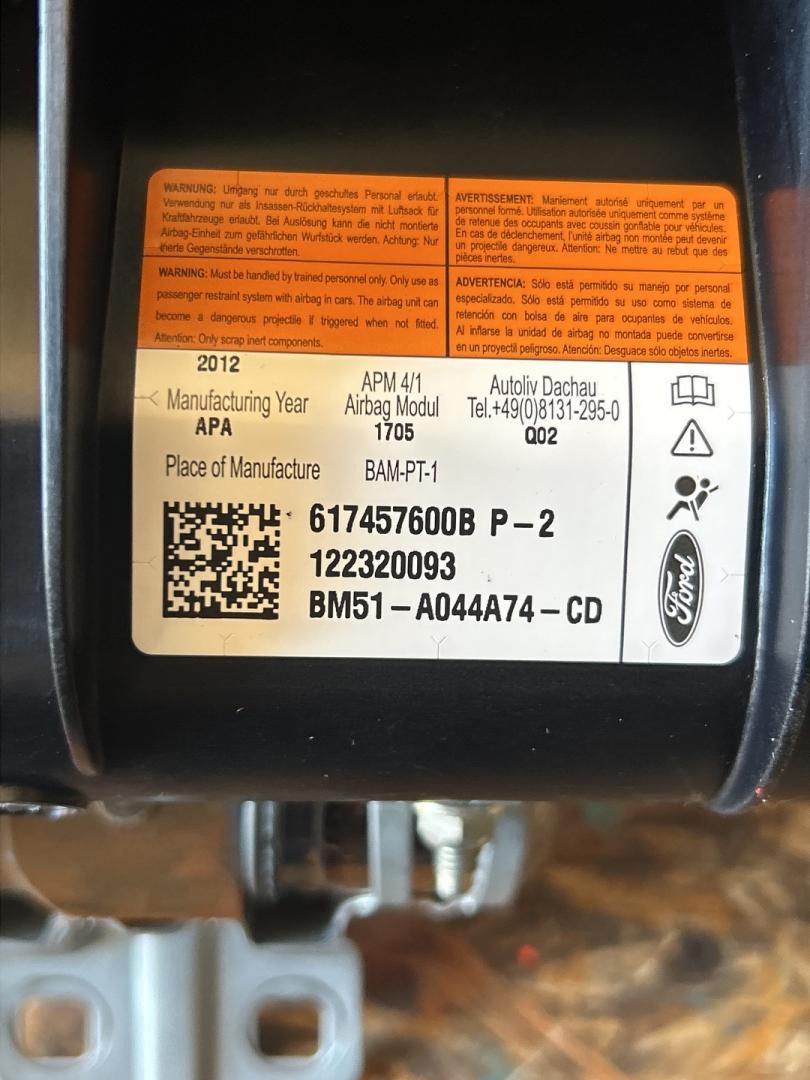 WARNUNG: Umgang nur durch geschultes Personal erlaubt.
Verwendung nur als Insassen-Rückhaltesystem mit Luftsack für
Kraftfahrzeuge erlaubt. Bei Auslösung kann die nicht montierte
Airbag-Einheit zum gefährlichen Wurfstück werden. Achtung: Nur
inerte Gegenstände verschrotten.
AVERTISSEMENT: Maniement autorisé uniquement par un
personnel formé. Utilisation autorisée uniquement comme système
de retenue des occupants avec coussin gonflable pour véhicules.
En cas de déclenchement, l'unité airbag non montée peut devenir
un projectile dangereux. Attention: Ne mettre au rebut que des
pièces inertes.
WARNING: Must be handled by trained personnel only. Only use as
passenger restraint system with airbag in cars. The airbag unit can
become a dangerous projectile if triggered when not fitted.
Attention: Only scrap inert components.
ADVERTENCIA: Sólo está permitido su manejo por personal
especializado. Sólo está permitido su uso como sistema de
retención con bolsa de aire para ocupantes de vehículos.
Al inflarse la unidad de airbag no montada puede convertirse
en un proyectil peligroso. Atención: Desguace sólo objetos inertes.
2012
Manufacturing Year
APA
Place of Manufacture
APM 4/1
Airbag Modul
1705
BAM-PT-1
Autoliv Dachau
Tel.+49(0)8131-295-0
Q02
617457600B P-2
122320093
BM51-A044A74-CD
Ford